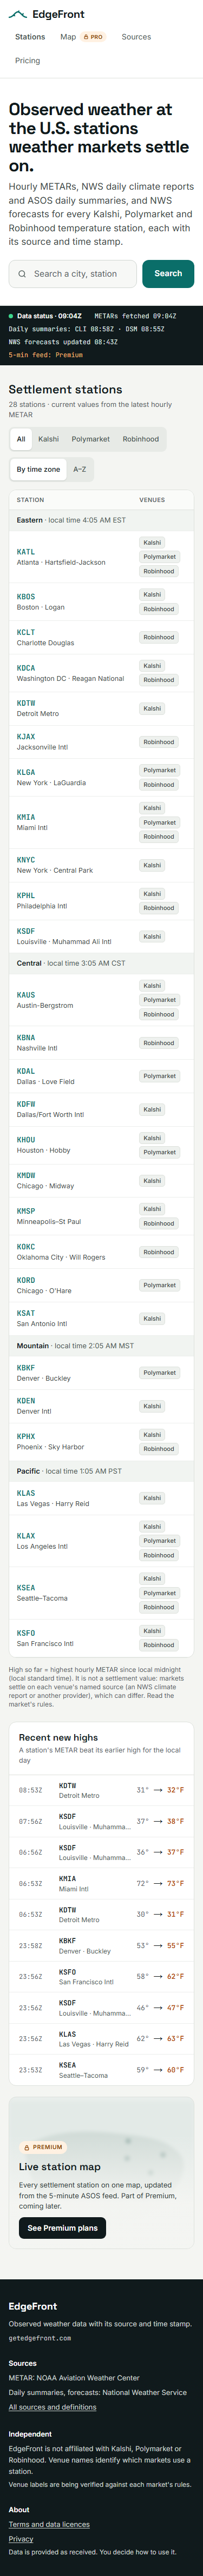 EdgeFront
Stations
Map
PRO
Sources
Pricing
Observed weather at
the U.S. stations
weather markets settle
on.
Hourly METARs, NWS daily climate reports
and ASOS daily summaries, and NWS
forecasts for every Kalshi, Polymarket and
Robinhood temperature station, each with
its source and time stamp.
Search a city, station
Search
Data status · 09:04Z METARs fetched 09:04Z
Daily summaries: CLI 08:58Z · DSM 08:55Z
NWS forecasts updated 08:43Z
5-min feed: Premium
Settlement stations
28 stations · current values from the latest hourly
METAR
All Kalshi Polymarket Robinhood
By time zone A–Z
STATION VENUES
Eastern · local time 4:05 AM EST
KATL
Atlanta · Hartsfield-Jackson
Kalshi
Polymarket
Robinhood
KBOS
Boston · Logan
Kalshi
Robinhood
KCLT
Charlotte Douglas
Robinhood
KDCA
Washington DC · Reagan National
Kalshi
Robinhood
KDTW
Detroit Metro
Kalshi
KJAX
Jacksonville Intl
Robinhood
KLGA
New York · LaGuardia
Polymarket
Robinhood
KMIA
Miami Intl
Kalshi
Polymarket
Robinhood
KNYC
New York · Central Park
Kalshi
KPHL
Philadelphia Intl
Kalshi
Robinhood
KSDF
Louisville · Muhammad Ali Intl
Kalshi
Central · local time 3:05 AM CST
KAUS
Austin-Bergstrom
Kalshi
Polymarket
Robinhood
KBNA
Nashville Intl
Robinhood
KDAL
Dallas · Love Field
Polymarket
KDFW
Dallas/Fort Worth Intl
Kalshi
KHOU
Houston · Hobby
Kalshi
Polymarket
KMDW
Chicago · Midway
Kalshi
KMSP
Minneapolis–St Paul
Kalshi
Robinhood
KOKC
Oklahoma City · Will Rogers
Robinhood
KORD
Chicago · O'Hare
Polymarket
KSAT
San Antonio Intl
Kalshi
Mountain · local time 2:05 AM MST
KBKF
Denver · Buckley
Polymarket
KDEN
Denver Intl
Kalshi
KPHX
Phoenix · Sky Harbor
Kalshi
Robinhood
Pacific · local time 1:05 AM PST
KLAS
Las Vegas · Harry Reid
Kalshi
KLAX
Los Angeles Intl
Kalshi
Polymarket
Robinhood
KSEA
Seattle–Tacoma
Kalshi
Polymarket
Robinhood
KSFO
San Francisco Intl
Kalshi
Robinhood
High so far = highest hourly METAR since local midnight
(local standard time). It is not a settlement value: markets
settle on each venue's named source (an NWS climate
report or another provider), which can differ. Read the
market's rules.
Recent new highs
A station's METAR beat its earlier high for the local
day
08:53Z KDTW 31° → 32°F
Detroit Metro
07:56Z KSDF 37° → 38°F
Louisville · Muhamma...
06:56Z KSDF 36° → 37°F
Louisville · Muhamma...
06:53Z KMIA 72° → 73°F
Miami Intl
06:53Z KDTW 30° → 31°F
Detroit Metro
23:58Z KBKF 53° → 55°F
Denver · Buckley
23:56Z KSFO 58° → 62°F
San Francisco Intl
23:56Z KSDF 46° → 47°F
Louisville · Muhamma...
23:56Z KLAS 62° → 63°F
Las Vegas · Harry Reid
23:53Z KSEA 59° → 60°F
Seattle–Tacoma
PREMIUM
Live station map
Every settlement station on one map, updated
from the 5-minute ASOS feed. Part of Premium,
coming later.
See Premium plans
EdgeFront
Observed weather data with its source and time stamp.
getedgefront.com
Sources
METAR: NOAA Aviation Weather Center
Daily summaries, forecasts: National Weather Service
All sources and definitions
Independent
EdgeFront is not affiliated with Kalshi, Polymarket or
Robinhood. Venue names identify which markets use a
station.
Venue labels are being verified against each market's rules.
About
Terms and data licences
Privacy
Data is provided as received. You decide how to use it.